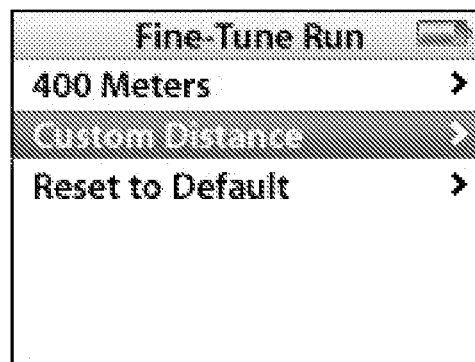 Fine-Tune Run
400 Meters
Custom Distance
Reset to Default